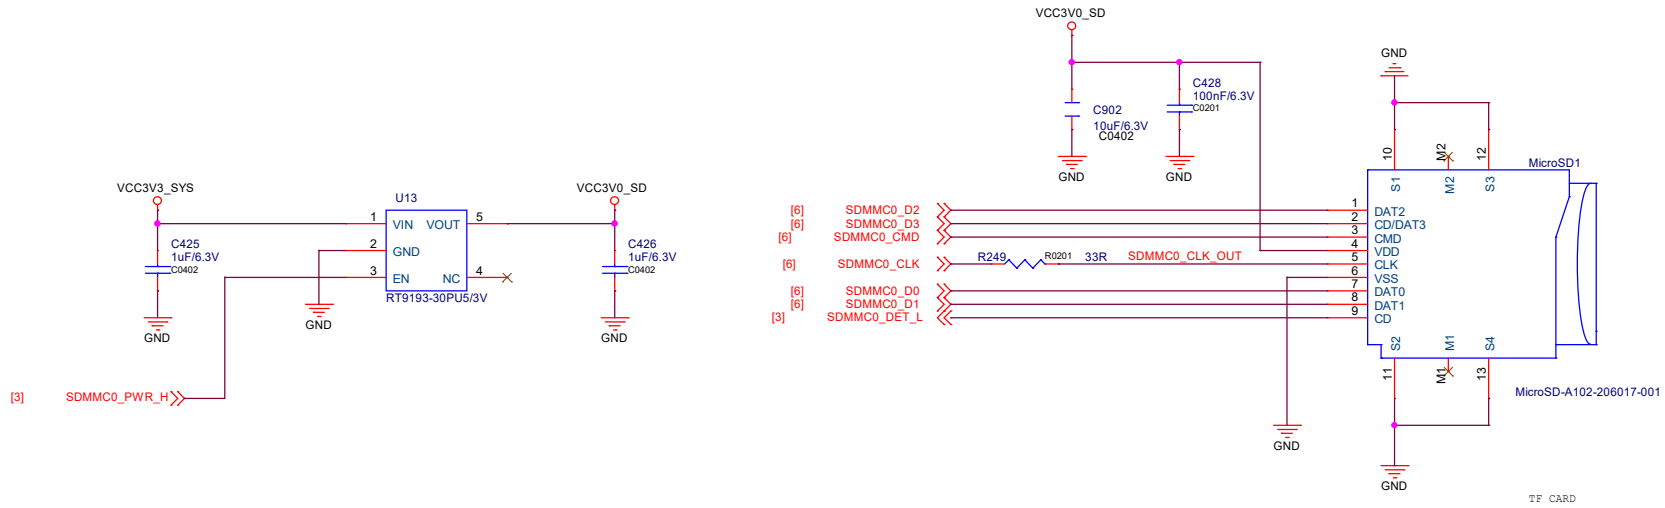 VCC3V0_SD
GND
C428
100nF/6.3V
C0201
C902
10uF/6.3V
C0402
GND
GND
10
M2
12
MicroSD1
S1
M2
S3
VCC3V3_SYS
U13
VCC3V0_SD
1
VIN
VOUT
5
2
GND
3
EN
NC
4
RT9193-30PU5/3V
C425
1uF/6.3V
C0402
C426
1uF/6.3V
C0402
GND
GND
GND
[3]
SDMMC0_PWR_H
[6] SDMMC0_D2 1 DAT2
[6] SDMMC0_D3 2 CD/DAT3
[6] SDMMC0_CMD 3 CMD
4 VDD
[6] SDMMC0_CLK R249 R0201 33R SDMMC0_CLK_OUT 5 CLK
6 VSS
[6] SDMMC0_D0 7 DAT0
[6] SDMMC0_D1 8 DAT1
[3] SDMMC0_DET_L 9 CD
S2
M1
S4
11
M1
13
MicroSD-A102-206017-001
GND
GND
TF CARD